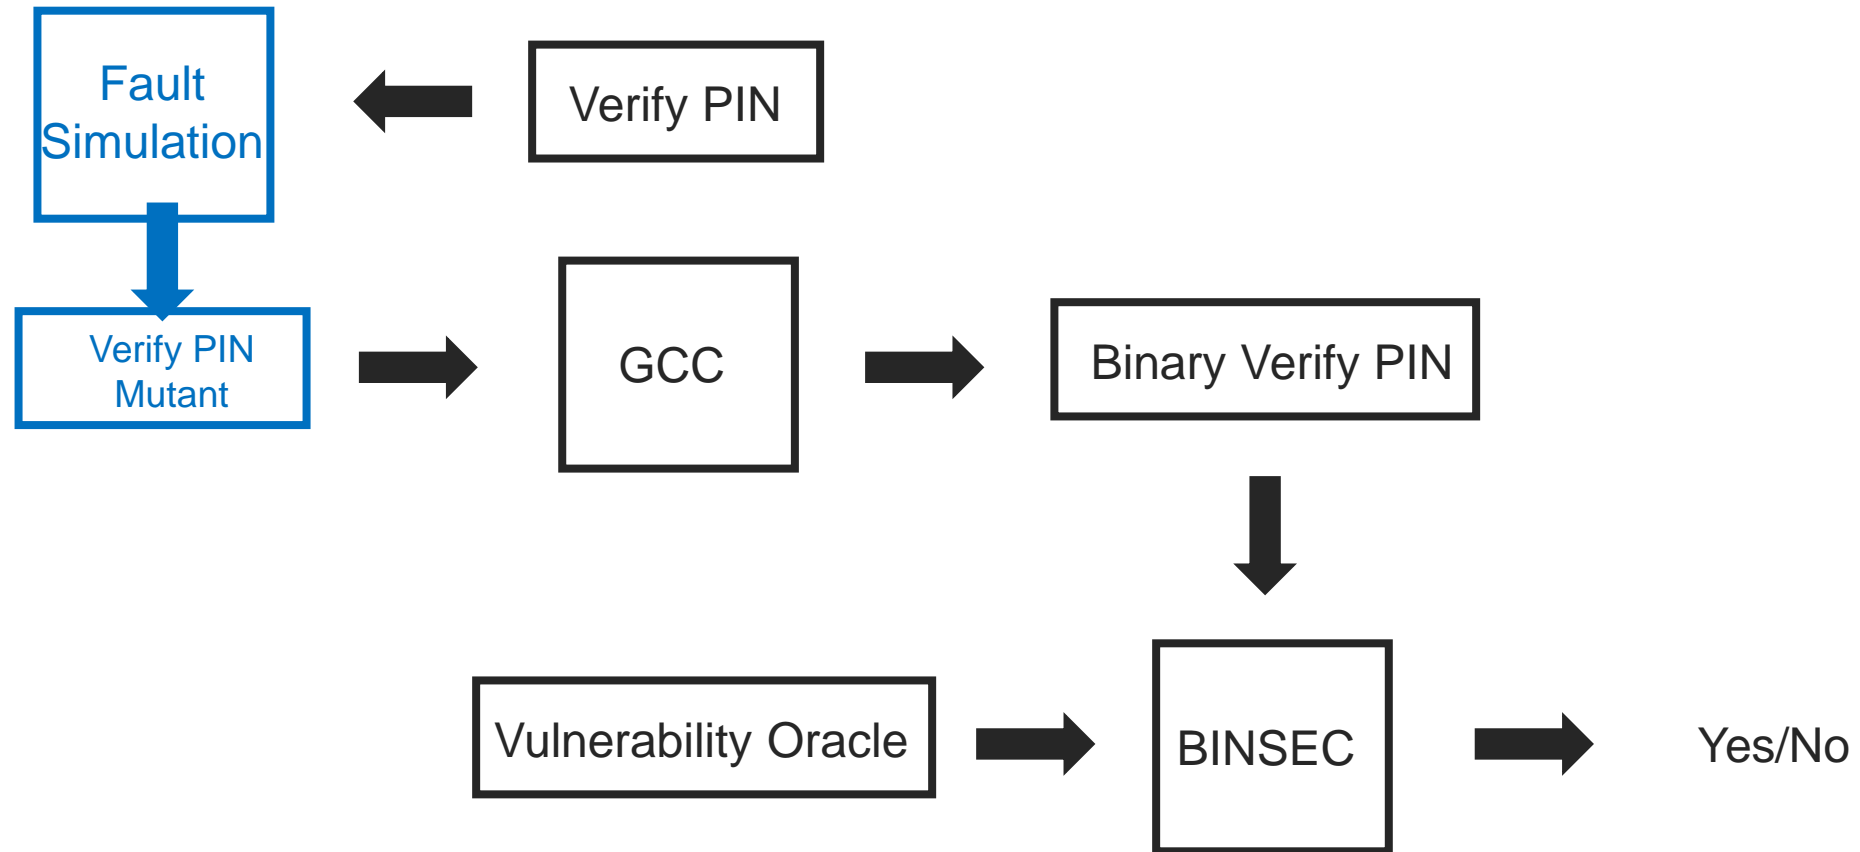 Fault
Simulation
Verify PIN
Verify PIN
Mutant
GCC
Binary Verify PIN
Vulnerability Oracle
BINSEC
Yes/No